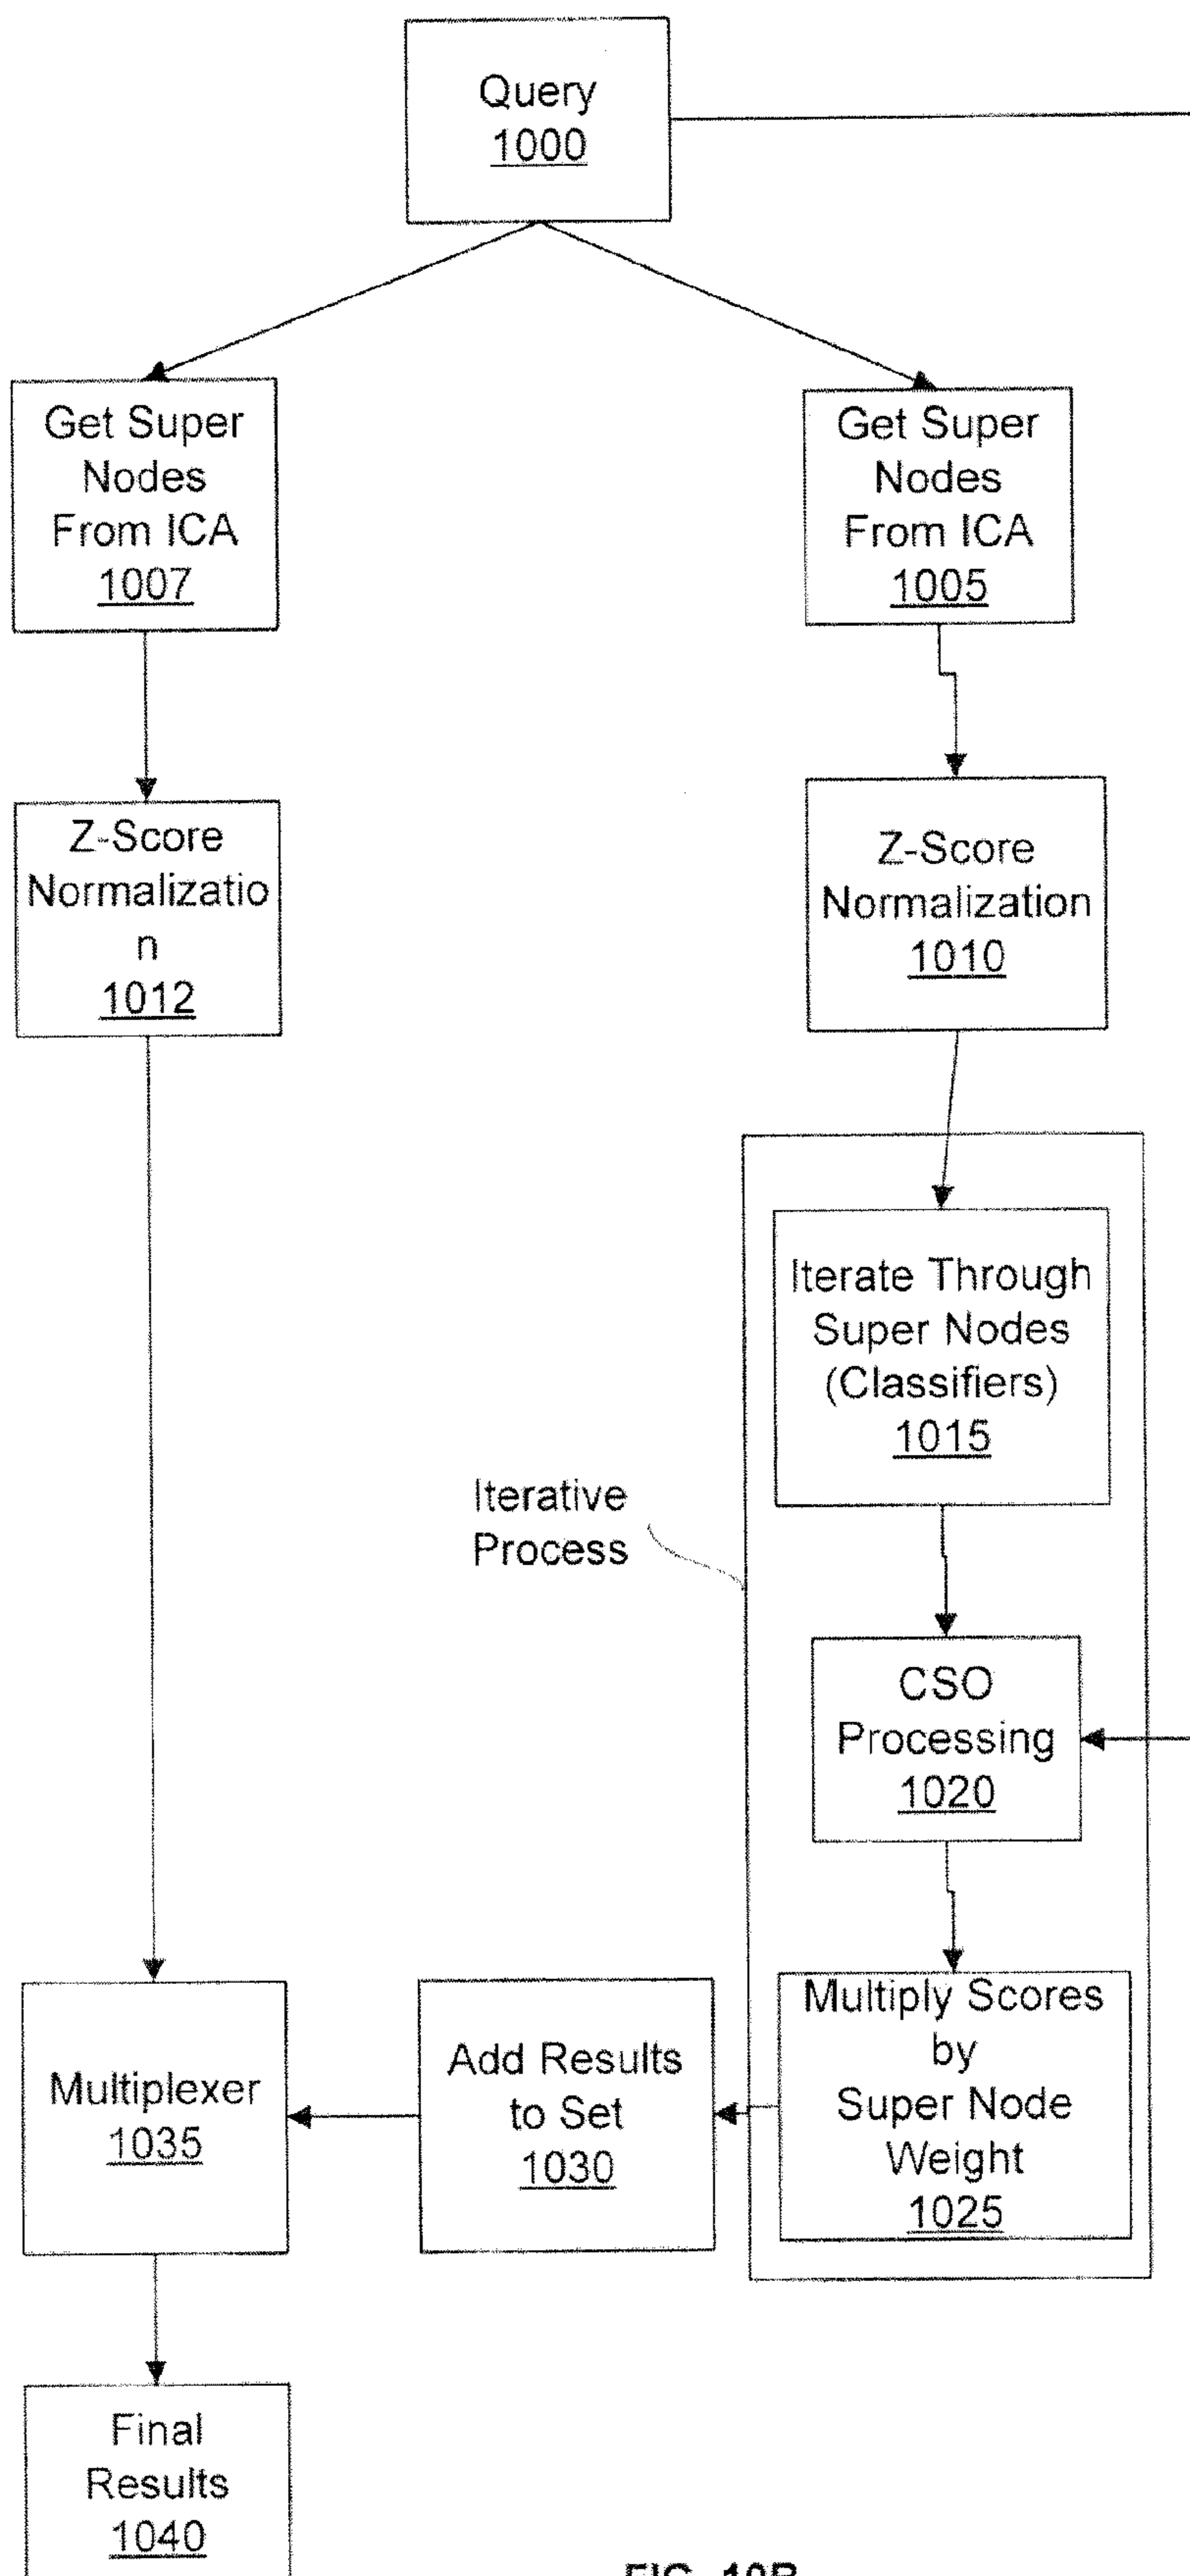 Query
1000
Get Super
Nodes
From ICA
1007
Get Super
Nodes
From ICA
1005
Z-Score
Normalizatio
n
1012
Z-Score
Normalization
1010
Iterate Through
Super Nodes
(Classifiers)
1015
Iterative
Process
CSO
Processing
1020
Multiply Scores
by
Super Node
Weight
1025
Add Results
to Set
1030
Multiplexer
1035
Final
Results
1040
FIG. 10B